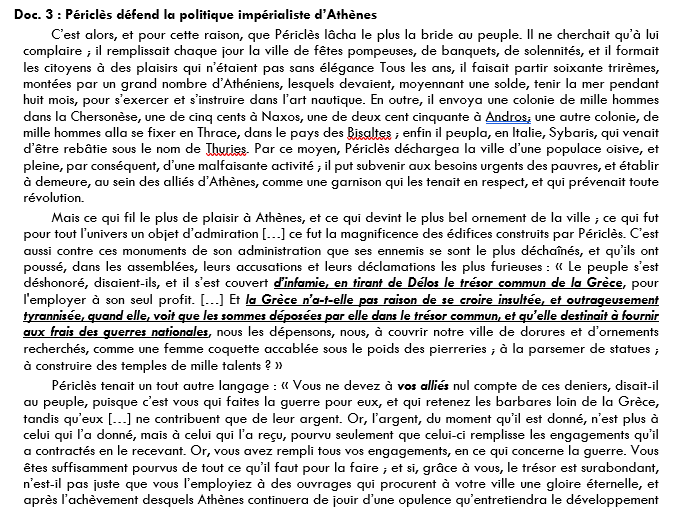 Doc. 3 : Périclès défend la politique impérialiste d’Athènes
C’est alors, et pour cette raison, que Périclès lâcha le plus la bride au peuple. Il ne cherchait qu’à lui
complaire ; il remplissait chaque jour la ville de fêtes pompeuses, de banquets, de solennités, et il formait
les citoyens à des plaisirs qui n’étaient pas sans élégance Tous les ans, il faisait partir soixante trirèmes,
montées par un grand nombre d’Athéniens, lesquels devaient, moyennant une solde, tenir la mer pendant
huit mois, pour s’exercer et s’instruire dans l’art nautique. En outre, il envoya une colonie de mille hommes
dans la Chersonèse, une de cinq cents à Naxos, une de deux cent cinquante à Andros; une autre colonie, de
mille hommes alla se fixer en Thrace, dans le pays des Bisaltes ; enfin il peupla, en Italie, Sybaris, qui venait
d’être rebâtie sous le nom de Thuries. Par ce moyen, Périclès déchargea la ville d’une populace oisive, et
pleine, par conséquent, d’une malfaisante activité ; il put subvenir aux besoins urgents des pauvres, et établir
à demeure, au sein des alliés d’Athènes, comme une garnison qui les tenait en respect, et qui prévenait toute
révolution.
Mais ce qui fil le plus de plaisir à Athènes, et ce qui devint le plus bel ornement de la ville ; ce qui fut
pour tout l’univers un objet d’admiration […] ce fut la magnificence des édifices construits par Périclès. C’est
aussi contre ces monuments de son administration que ses ennemis se sont le plus déchaînés, et qu’ils ont
poussé, dans les assemblées, leurs accusations et leurs déclamations les plus furieuses : « Le peuple s’est
déshonoré, disaient-ils, et il s’est couvert d’infamie, en tirant de Délos le trésor commun de la Grèce, pour
l'employer à son seul profit. […] Et la Grèce n’a-t-elle pas raison de se croire insultée, et outrageusement
tyrannisée, quand elle, voit que les sommes déposées par elle dans le trésor commun, et qu’elle destinait à fournir
aux frais des guerres nationales, nous les dépensons, nous, à couvrir notre ville de dorures et d’ornements
recherchés, comme une femme coquette accablée sous le poids des pierreries ; à la parsemer de statues ;
à construire des temples de mille talents ? »
Périclès tenait un tout autre langage : « Vous ne devez à vos alliés nul compte de ces deniers, disait-il
au peuple, puisque c’est vous qui faites la guerre pour eux, et qui retenez les barbares loin de la Grèce,
tandis qu’eux […] ne contribuent que de leur argent. Or, l’argent, du moment qu’il est donné, n’est plus à
celui qui l’a donné, mais à celui qui l’a reçu, pourvu seulement que celui-ci remplisse les engagements qu’il
a contractés en le recevant. Or, vous avez rempli tous vos engagements, en ce qui concerne la guerre. Vous
êtes suffisamment pourvus de tout ce qu’il faut pour la faire ; et si, grâce à vous, le trésor est surabondant,
n’est-il pas juste que vous l’employiez à des ouvrages qui procurent à votre ville une gloire éternelle, et
après l’achèvement desquels Athènes continuera de jouir d’une opulence qu’entretiendra le développement